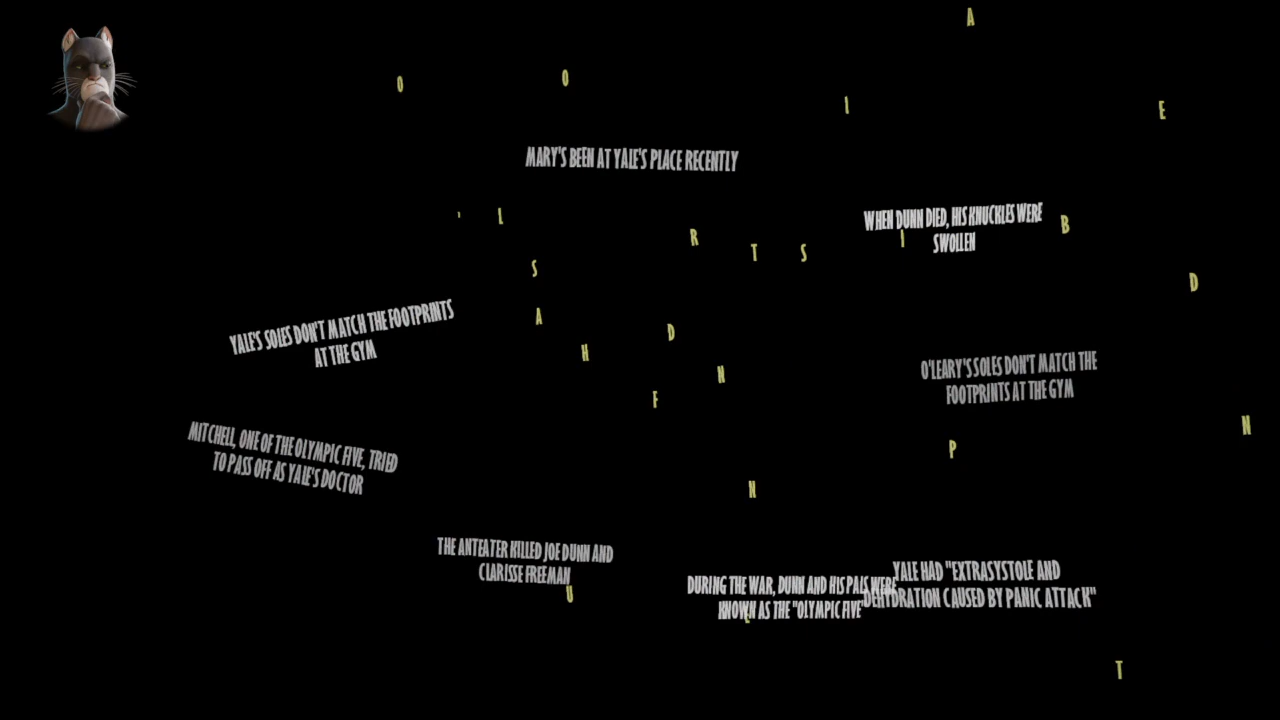 A
O
O
I
E
MARY'S BEEN AT YALE'S PLACE RECENTLY
' L
WHEN DUNN DIED, HIS KNUCKLES WERE
SWOLLEN
B
R
T
S
I
S
D
YALE'S SOLES DON'T MATCH THE FOOTPRINTS
AT THE GYM
A
D
H
N
O'LEARY'S SOLES DON'T MATCH THE
FOOTPRINTS AT THE GYM
F
N
MITCHELL, ONE OF THE OLYMPIC FIVE, TRIED
TO PASS OFF AS YALE'S DOCTOR
P
N
THE ANTEATER KILLED JOE DUNN AND
CLARISSE FREEMAN
U
DURING THE WAR, DUNN AND HIS PALS WERE
KNOWN AS THE "OLYMPIC FIVE"
YALE HAD "EXTRASYSTOLE AND
DEHYDRATION CAUSED BY PANIC ATTACK"
T